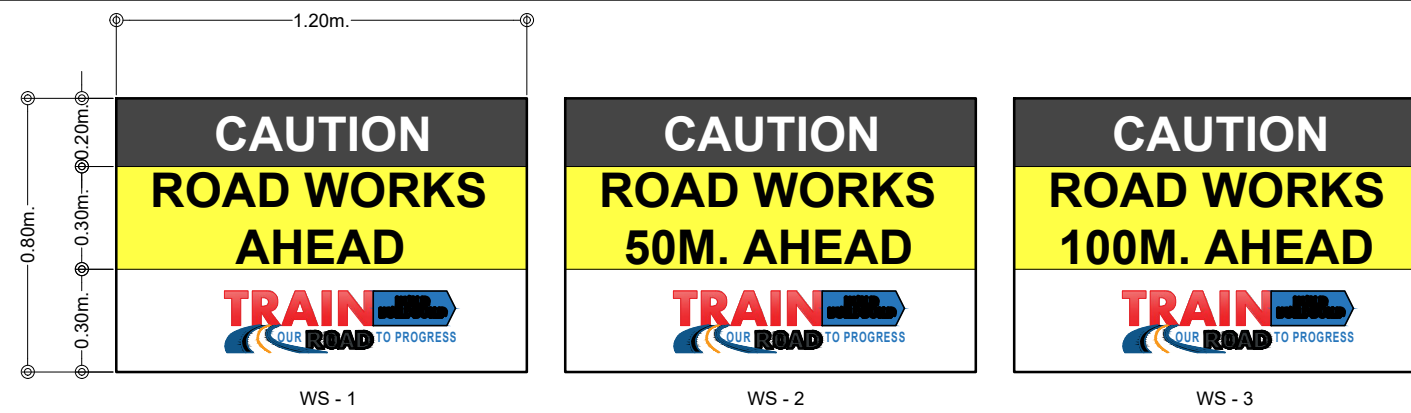 1.20m.
0.80m.
0.20m.
0.30m.
0.30m.
CAUTION
ROAD WORKS
AHEAD
TRAIN
OUR ROAD TO PROGRESS
WS - 1
CAUTION
ROAD WORKS
50M. AHEAD
TRAIN
OUR ROAD TO PROGRESS
WS - 2
CAUTION
ROAD WORKS
100M. AHEAD
TRAIN
OUR ROAD TO PROGRESS
WS - 3